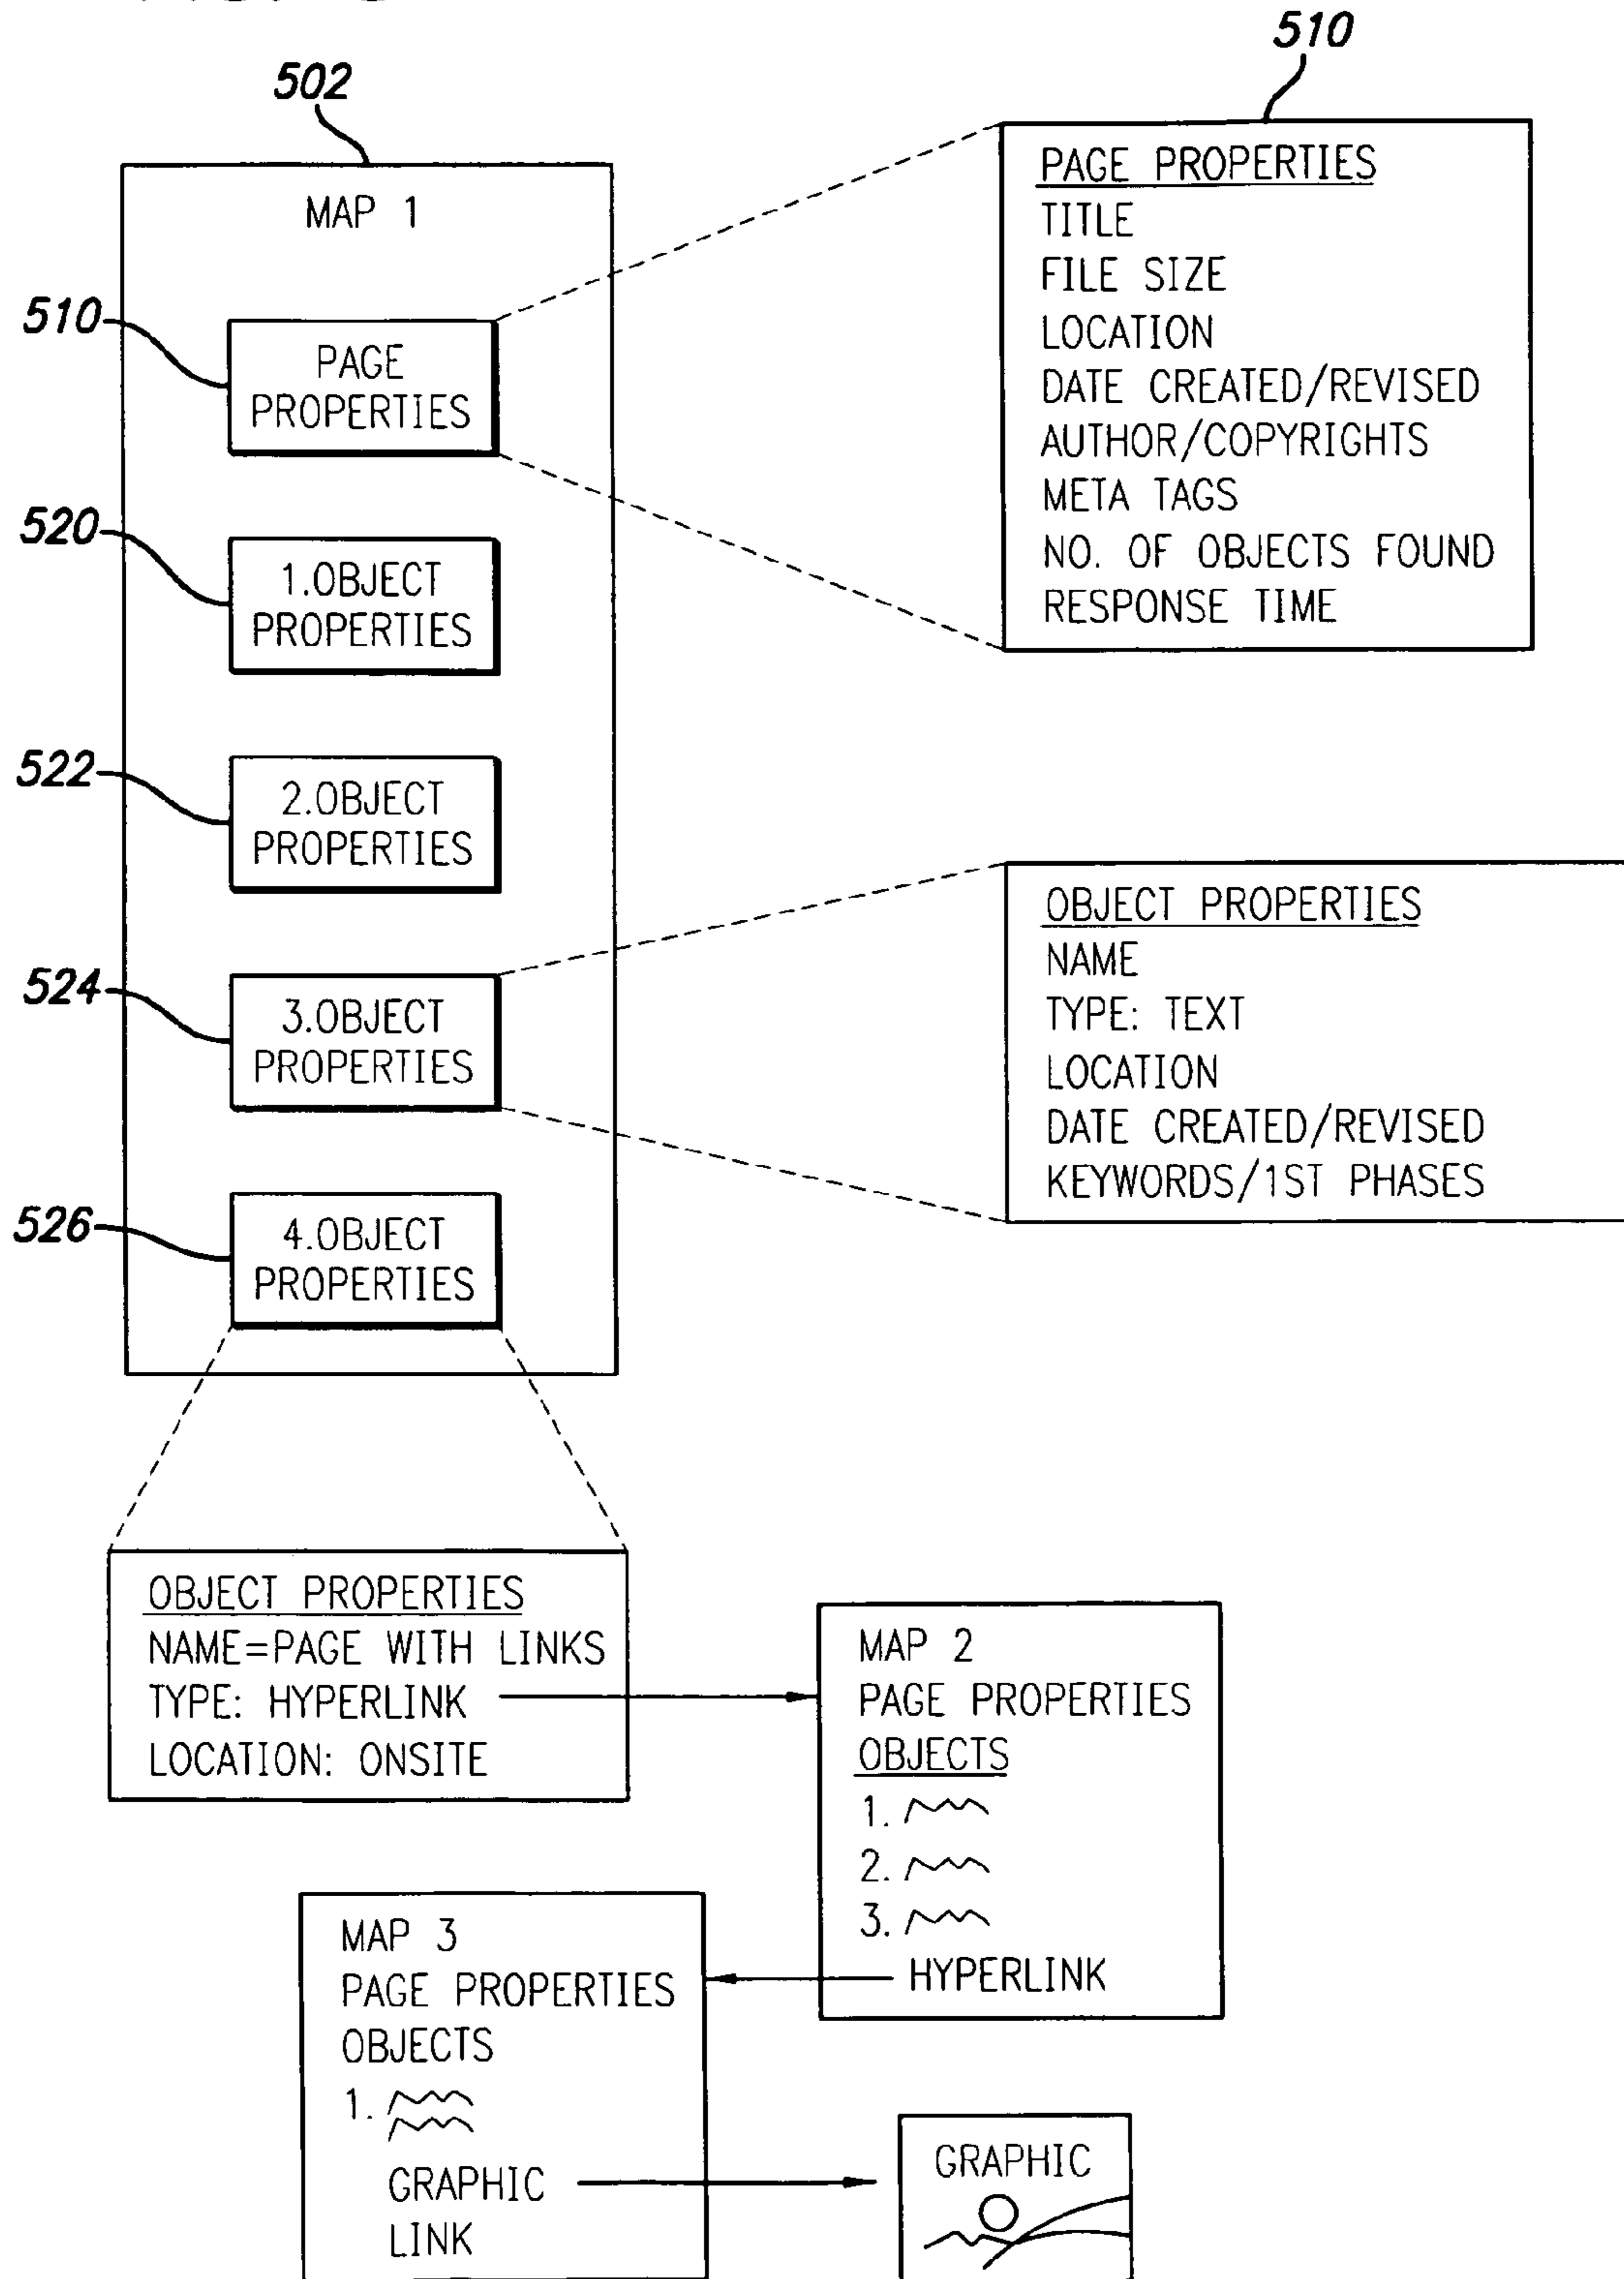 502
MAP 1
510
PAGE
PROPERTIES
520
1.OBJECT
PROPERTIES
522
2.OBJECT
PROPERTIES
524
3.OBJECT
PROPERTIES
526
4.OBJECT
PROPERTIES
510
PAGE PROPERTIES
TITLE
FILE SIZE
LOCATION
DATE CREATED/REVISED
AUTHOR/COPYRIGHTS
META TAGS
NO. OF OBJECTS FOUND
RESPONSE TIME
OBJECT PROPERTIES
NAME
TYPE: TEXT
LOCATION
DATE CREATED/REVISED
KEYWORDS/1ST PHASES
OBJECT PROPERTIES
NAME=PAGE WITH LINKS
TYPE: HYPERLINK
LOCATION: ONSITE
MAP 2
PAGE PROPERTIES
OBJECTS
1.
2.
3.
HYPERLINK
MAP 3
PAGE PROPERTIES
OBJECTS
1.
GRAPHIC
LINK
GRAPHIC